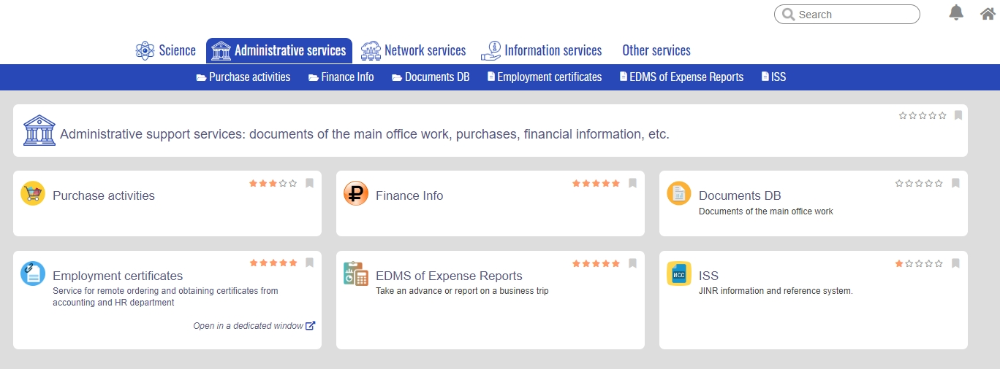 Search
Science
Administrative services
Network services
Information services
Other services
Purchase activities
Finance Info
Documents DB
Employment certificates
EDMS of Expense Reports
ISS
Administrative support services: documents of the main office work, purchases, financial information, etc.
Purchase activities
Finance Info
Documents DB
Documents of the main office work
Employment certificates
Service for remote ordering and obtaining certificates from
accounting and HR department
Open in a dedicated window
EDMS of Expense Reports
Take an advance or report on a business trip
ИСС
ISS
JINR information and reference system.